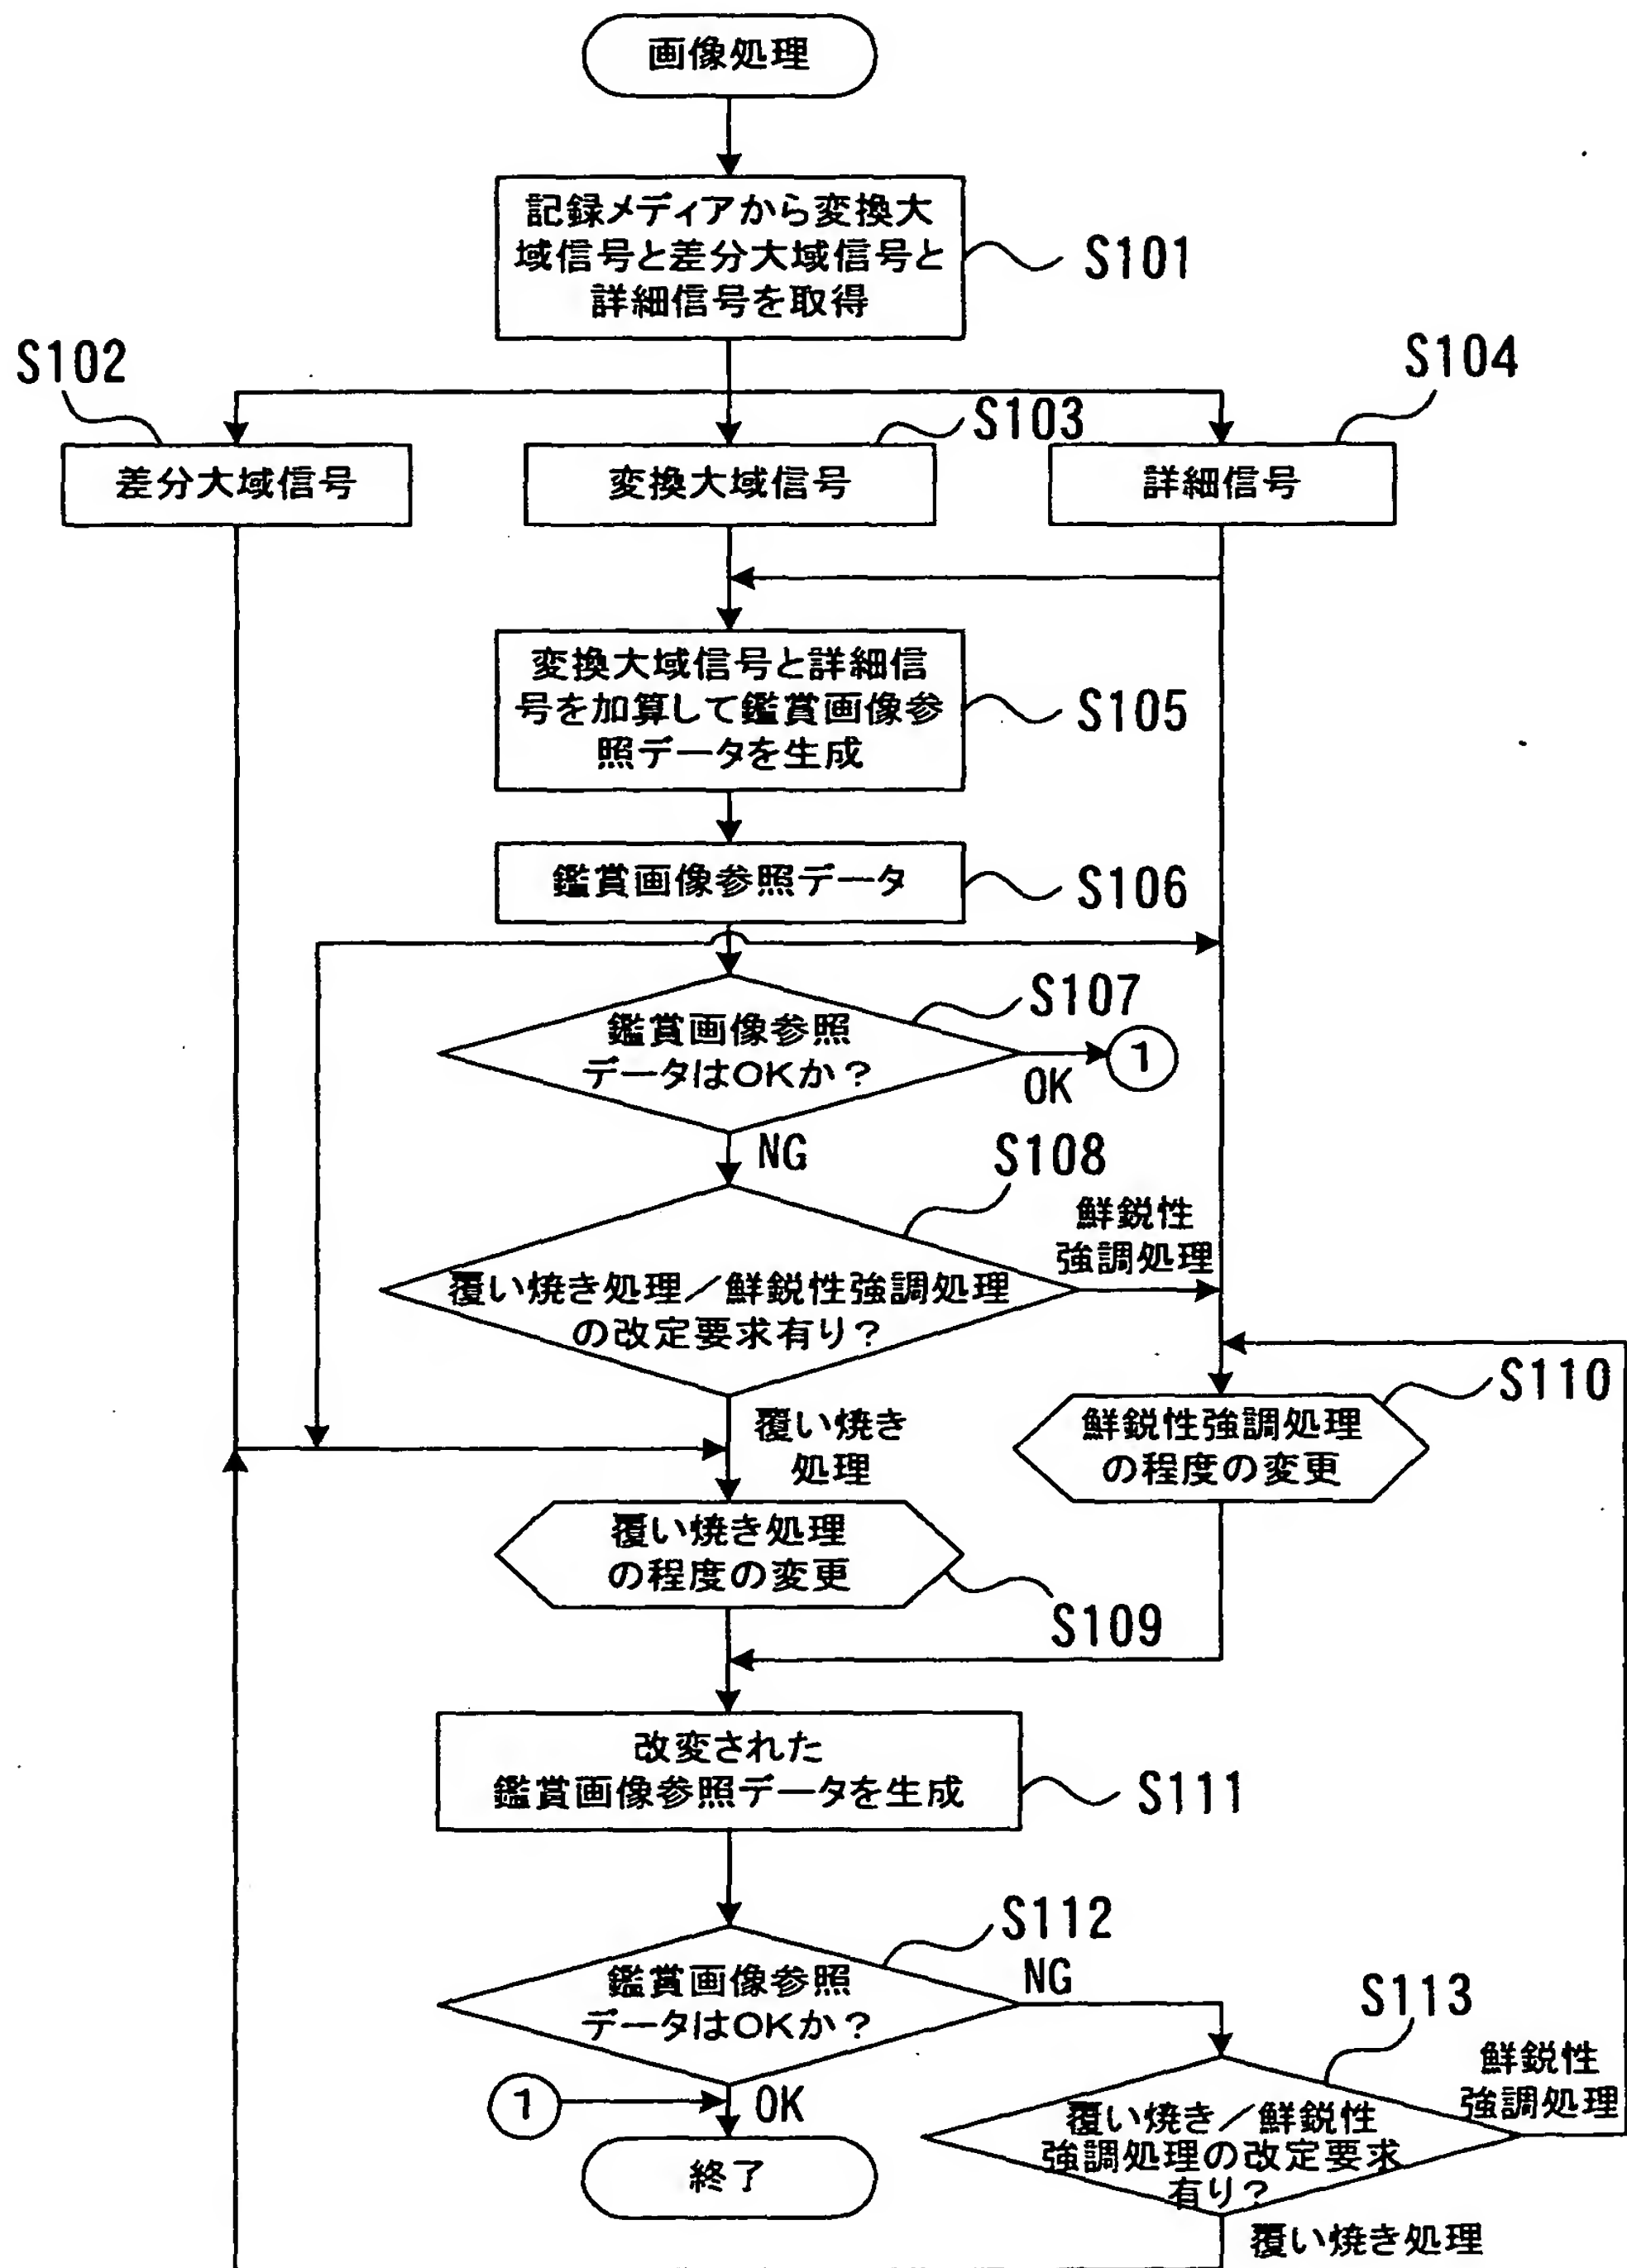 画像処理
記録メディアから変換大
域信号と差分大域信号と
詳細信号を取得
S101
S102
S103
S104
差分大域信号
変換大域信号
詳細信号
変換大域信号と詳細信
号を加算して鑑賞画像参
照データを生成
S105
鑑賞画像参照データ
S106
S107
鑑賞画像参照
データはOKか?
OK
1
NG
S108
鮮鋭性
強調処理
覆い焼き処理/鮮鋭性強調処理
の改定要求有り?
S110
覆い焼き
処理
鮮鋭性強調処理
の程度の変更
覆い焼き処理
の程度の変更
S109
改変された
鑑賞画像参照データを生成
S111
S112
鑑賞画像参照
データはOKか?
NG
S113
鮮鋭性
強調処理
1
OK
覆い焼き/鮮鋭性
強調処理の改定要求
有り?
終了
覆い焼き処理